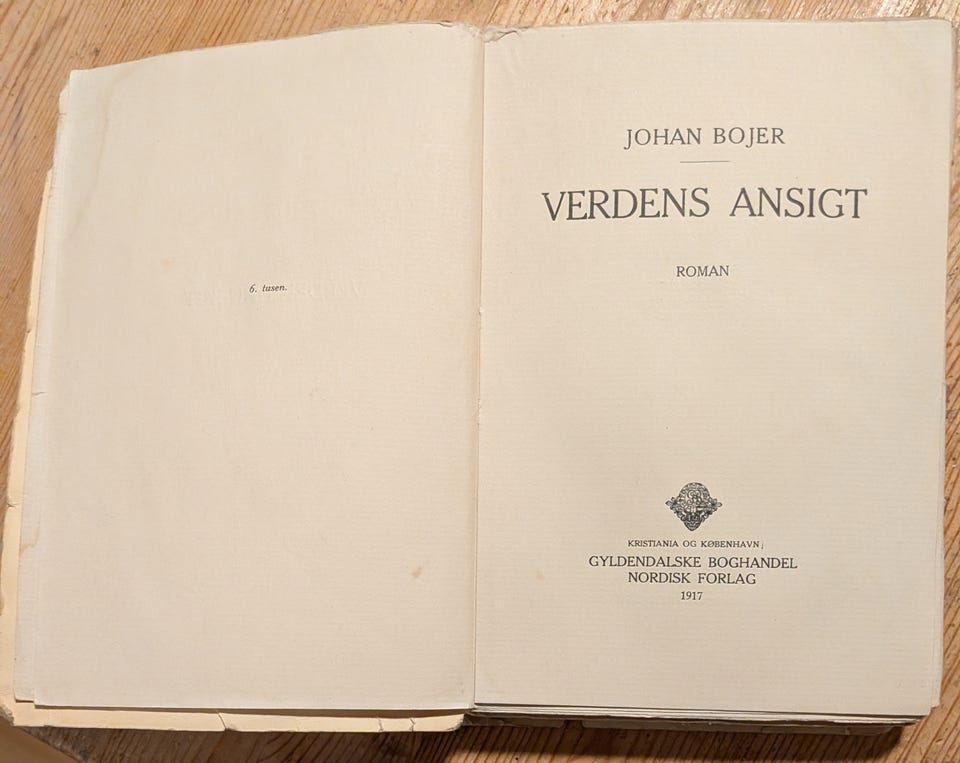 6. tusen.
JOHAN BOJER
VERDENS ANSIGT
ROMAN
KRISTIANIA OG KØBENHAVN
GYLDENDALSKE BOGHANDEL
NORDISK FORLAG
1917